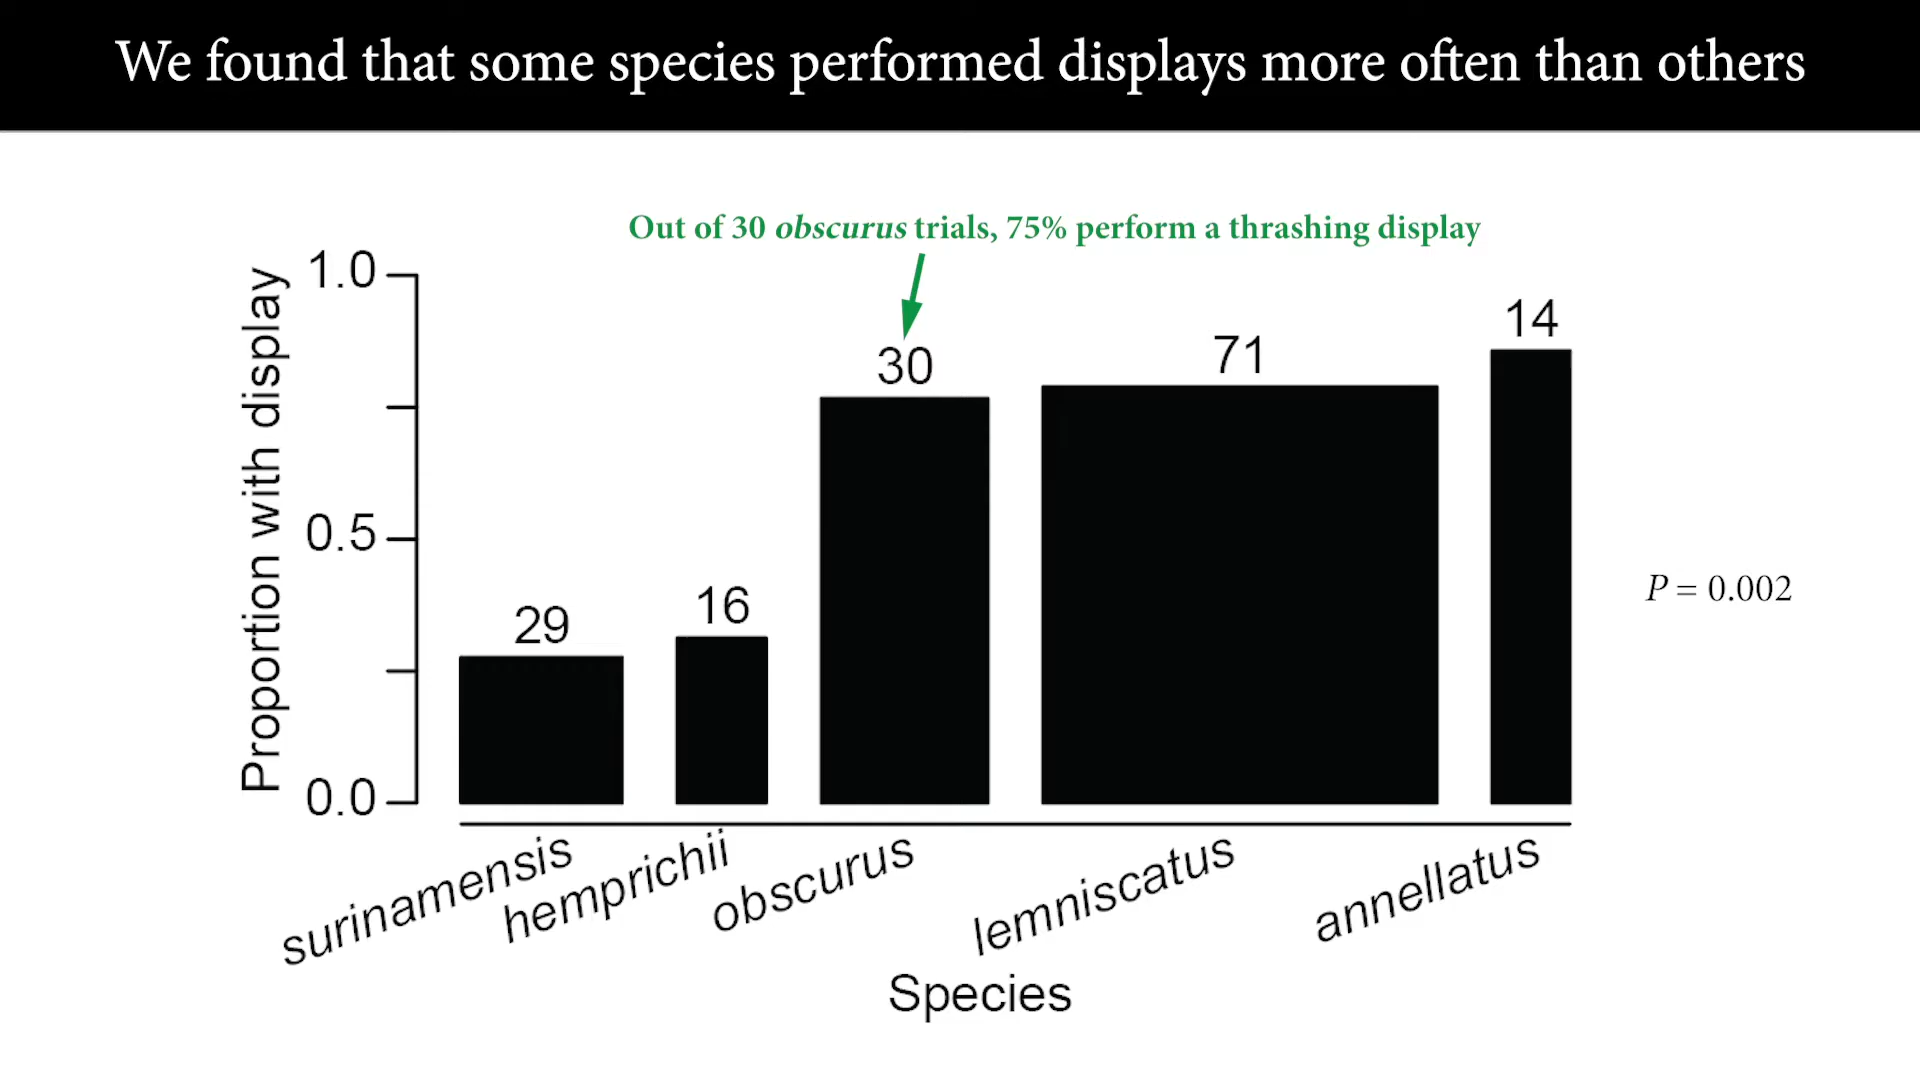 We found that some species performed displays more often than others
Out of 30 obscurus trials, 75% perform a thrashing display
Proportion with display
1.0
0.5
0.0
29
16
30
71
14
P = 0.002
surinamensis
hemprichii
obscurus
lemniscatus
annellatus
Species